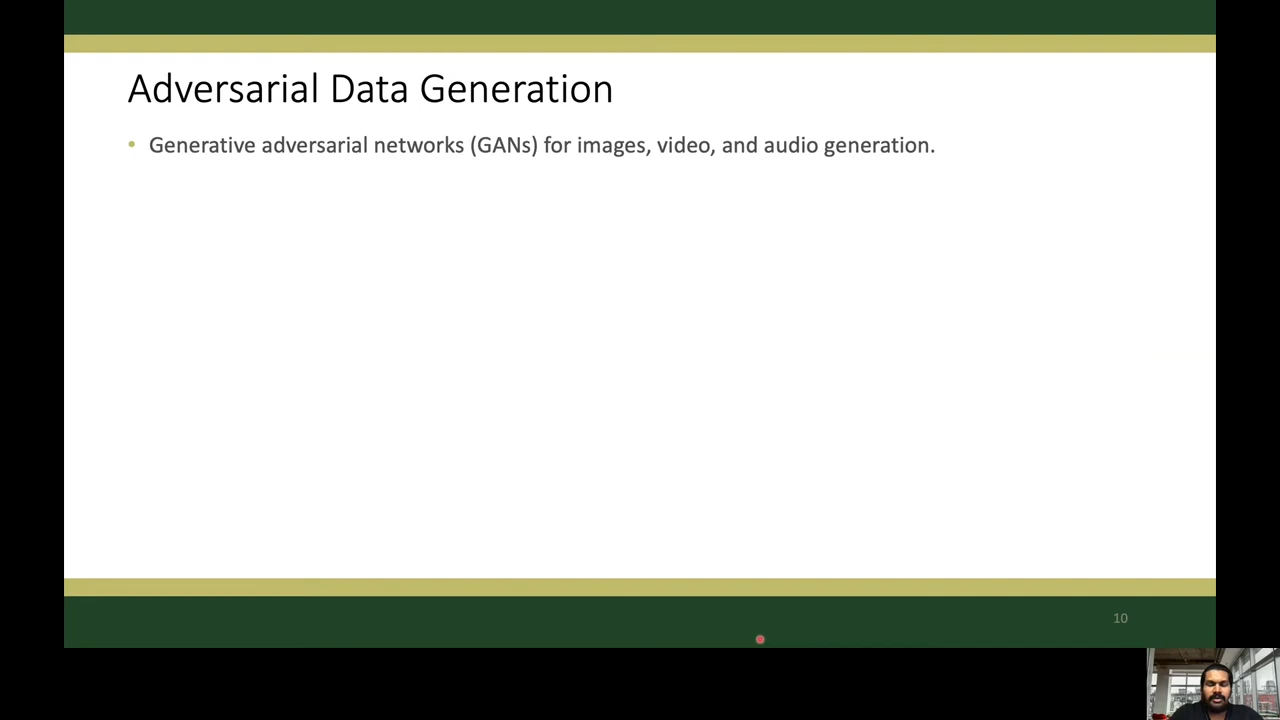 Adversarial Data Generation
• Generative adversarial networks (GANs) for images, video, and audio generation.
10